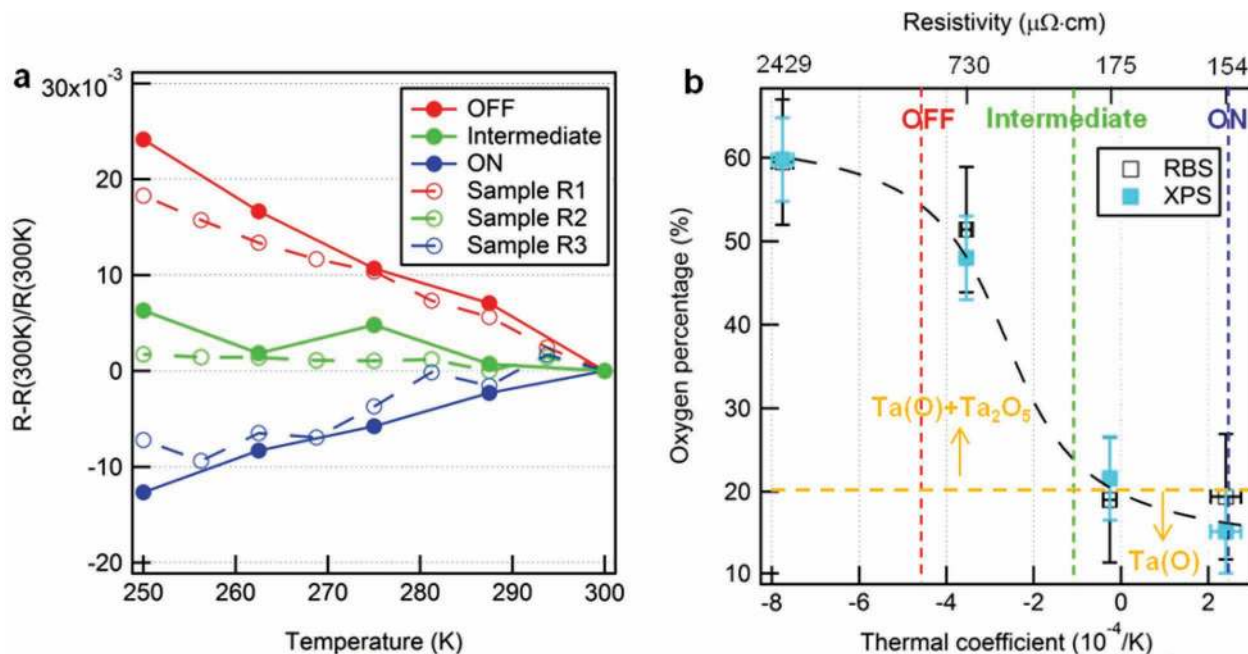 a
30x10⁻³
20
10
0
-10
-20
R-R(300K)/R(300K)
250
260
270
280
290
300
Temperature (K)
OFF
Intermediate
ON
Sample R1
Sample R2
Sample R3
b
Resistivity (μΩ·cm)
2429
730
175
154
OFF
Intermediate
ON
RBS
XPS
60
50
40
30
20
10
Oxygen percentage (%)
Ta(O)+Ta₂O₅
Ta(O)
-8
-6
-4
-2
0
2
Thermal coefficient (10⁻⁴/K)